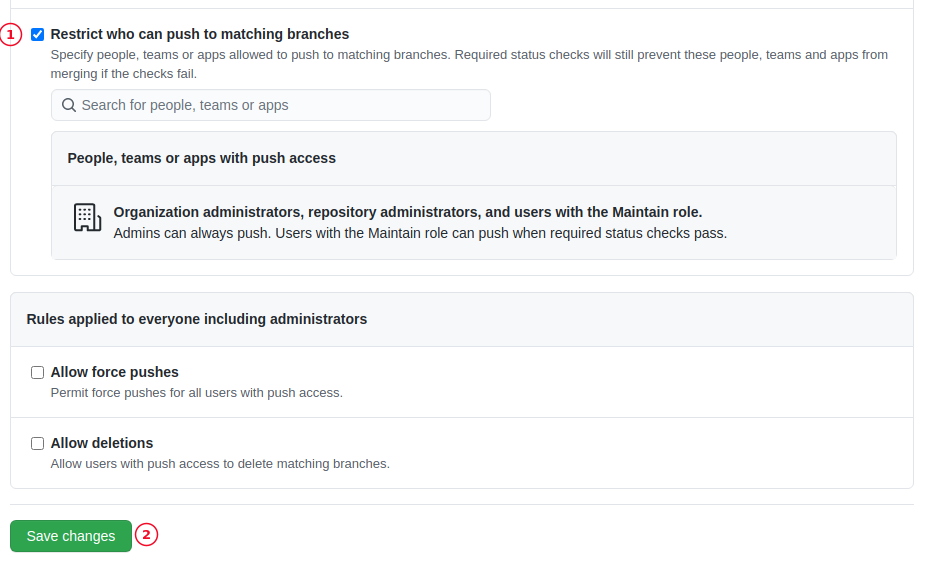 1
Restrict who can push to matching branches
Specify people, teams or apps allowed to push to matching branches. Required status checks will still prevent these people, teams and apps from
merging if the checks fail.
Search for people, teams or apps
People, teams or apps with push access
Organization administrators, repository administrators, and users with the Maintain role.
Admins can always push. Users with the Maintain role can push when required status checks pass.
Rules applied to everyone including administrators
Allow force pushes
Permit force pushes for all users with push access.
Allow deletions
Allow users with push access to delete matching branches.
Save changes 2